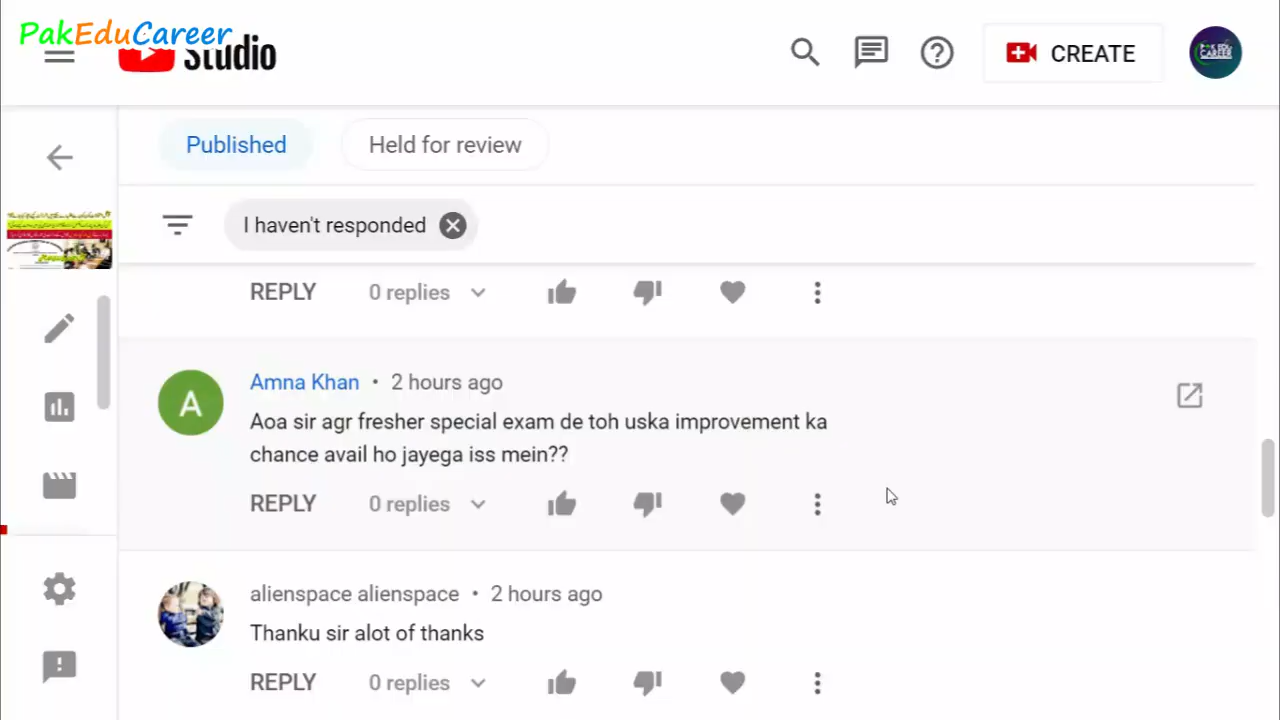 PakEduCareer
Studio
CREATE
Published
Held for review
I haven't responded
REPLY 0 replies
A
Amna Khan • 2 hours ago
Aoa sir agr fresher special exam de toh uska improvement ka
chance avail ho jayega iss mein??
REPLY 0 replies
alienspace alienspace • 2 hours ago
Thanku sir alot of thanks
REPLY 0 replies